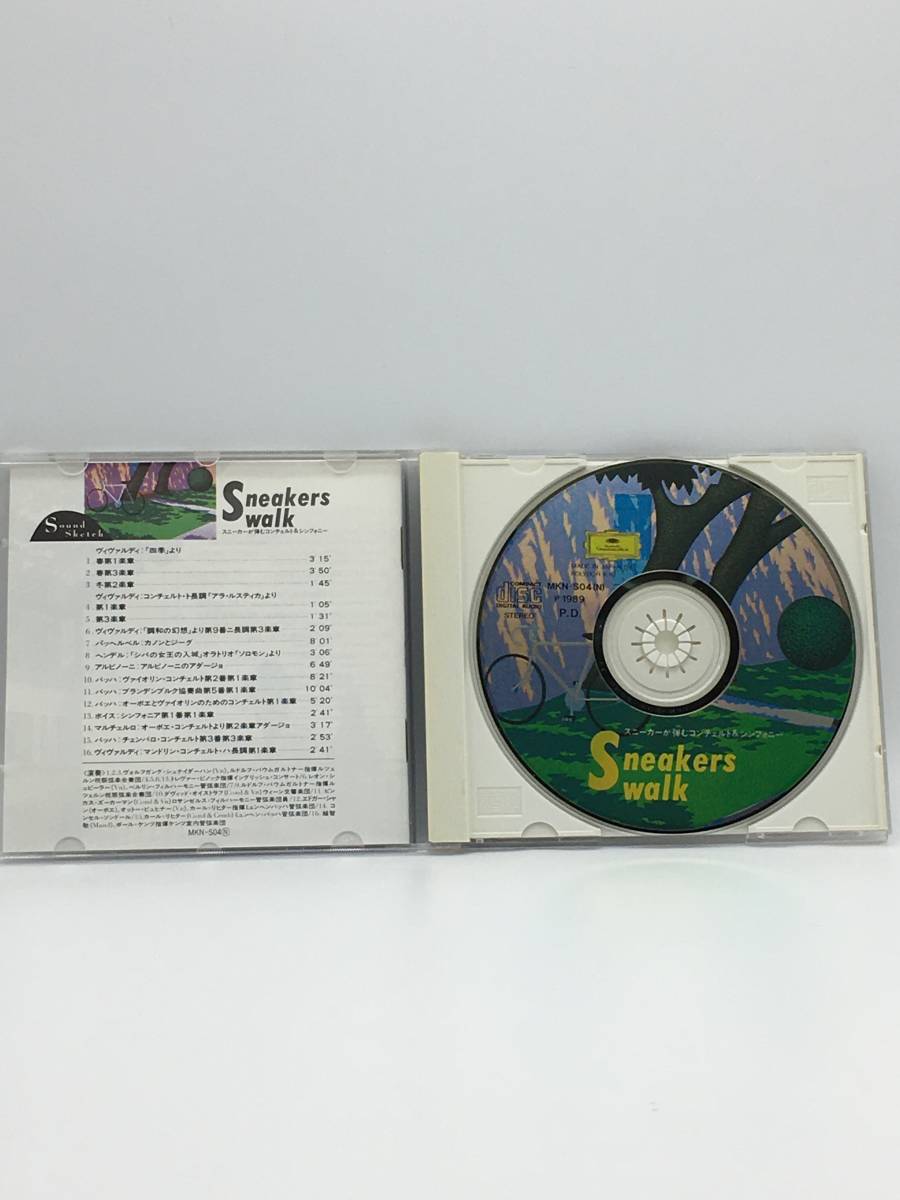 Sound
Sketch
Sneakers
walk
スニーカーが弾むコンチェルト&シンフォニー
ヴィヴァルディ:「四季」より
1. 春第1楽章 3′15″
2. 春第3楽章 3′50″
3. 冬第2楽章 1′45″
ヴィヴァルディ:コンチェルト・ト長調「アラ・ルスティカ」より
4. 第1楽章 1′05″
5. 第3楽章 1′31″
6. ヴィヴァルディ:「調和の幻想」より第9番ニ長調第3楽章 2′09″
7. パッヘルベル:カノンとジーグ 8′01″
8. ヘンデル:「シバの女王の入城」オラトリオ「ソロモン」より 3′06″
9. アルビノーニ:アルビノーニのアダージョ 6′49″
10. バッハ:ヴァイオリン・コンチェルト第2番第1楽章 8′21″
11. バッハ:ブランデンブルク協奏曲第5番第1楽章 10′04″
12. バッハ:オーボエとヴァイオリンのためのコンチェルト第1楽章 5′20″
13. ボイス:シンフォニア第1番第1楽章 2′41″
14. マルチェルロ:オーボエ・コンチェルトより第2楽章アダージョ 3′17″
15. バッハ:チェンバロ・コンチェルト第3番第3楽章 2′53″
16. ヴィヴァルディ:マンドリン・コンチェルト・ハ長調第1楽章 2′41″
MKN-S04Ⓝ
Deutsche
Grammophon
MADE IN JAPAN
COMPACT
disc
DIGITAL AUDIO
STEREO
MKN-S04(N)
℗ 1989
P.D.
スニーカーが弾むコンチェルト&シンフォニー
Sneakers
walk